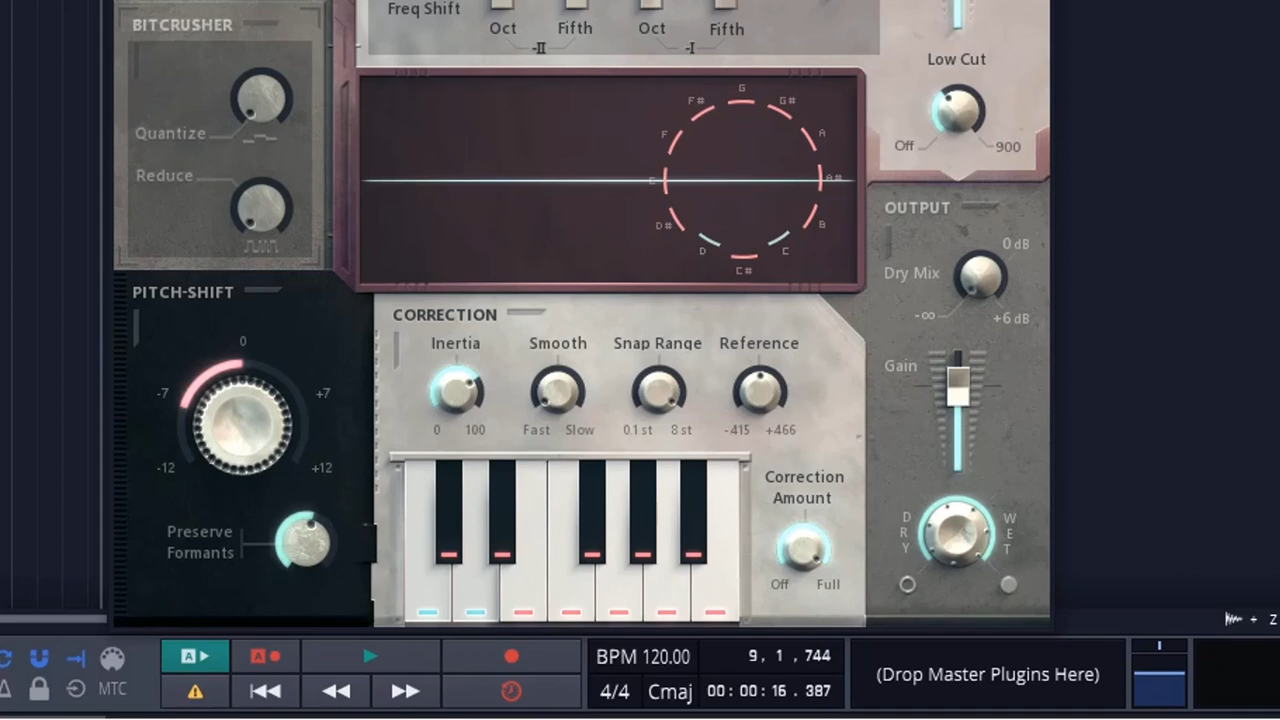 BITCRUSHER
Quantize
Reduce
Freq Shift
Oct Fifth Oct Fifth
-II -I
Low Cut
Off 900
G
F# G#
F A
E A#
D# B
D C
C#
OUTPUT
0 dB
Dry Mix
-∞ +6 dB
Gain
DRY WET
PITCH-SHIFT
0
-7 +7
-12 +12
Preserve
Formants
CORRECTION
Inertia Smooth Snap Range Reference
0 100 Fast Slow 0.1 st 8 st -415 +466
Correction
Amount
Off Full
+ Z
A A
MTC
BPM 120.00 9, 1 , 744
4/4 Cmaj 00: 00: 16 . 387
(Drop Master Plugins Here)